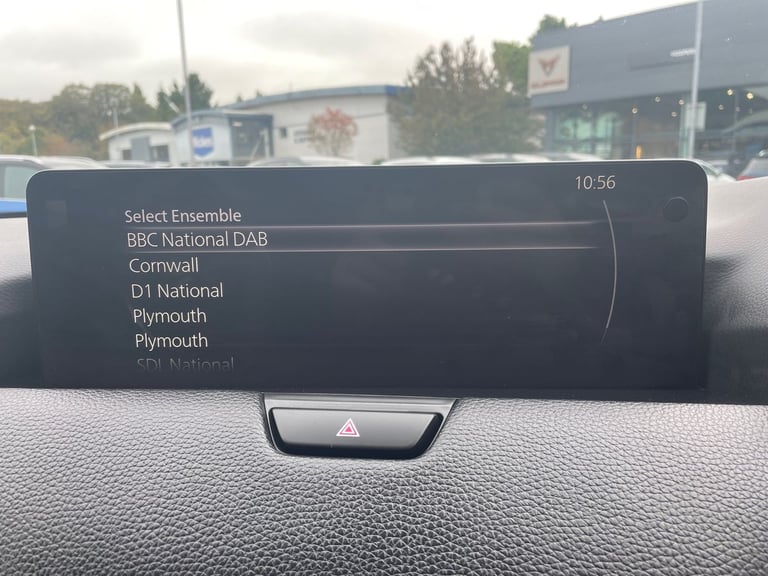 10:56
Select Ensemble
BBC National DAB
Cornwall
D1 National
Plymouth
Plymouth
SDL National